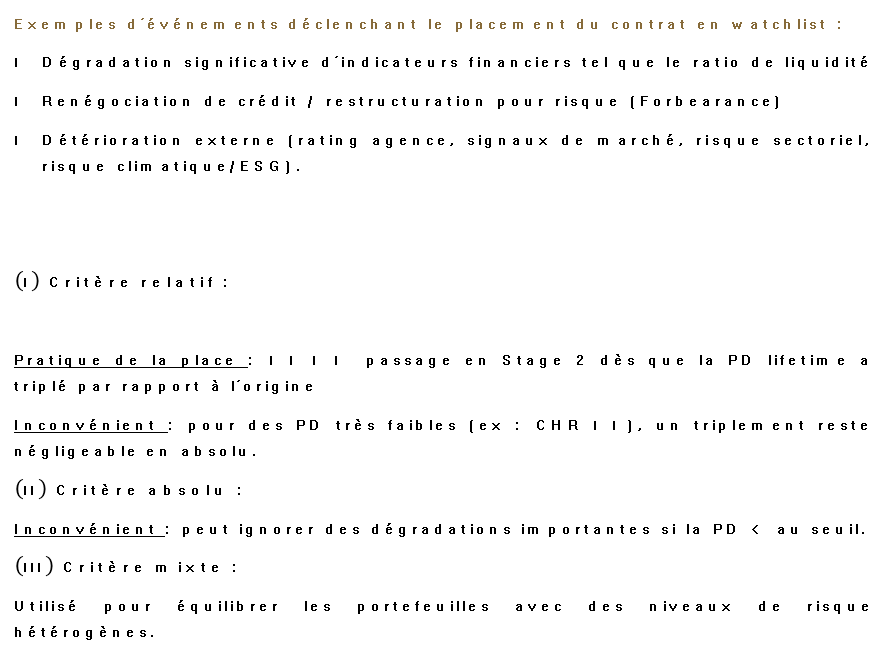 Exemples d´événements déclenchant le placement du contrat en watchlist :
I Dégradation significative d´indicateurs financiers tel que le ratio de liquidité
I Renégociation de crédit / restructuration pour risque (Forbearance)
I Détérioration externe (rating agence, signaux de marché, risque sectoriel,
risque climatique/ESG).
(I) Critère relatif :
Pratique de la place : I I I I passage en Stage 2 dès que la PD lifetime a
triplé par rapport à l´origine
Inconvénient : pour des PD très faibles (ex : CHR I I), un triplement reste
négligeable en absolu.
(II) Critère absolu :
Inconvénient : peut ignorer des dégradations importantes si la PD < au seuil.
(III) Critère mixte :
Utilisé pour équilibrer les portefeuilles avec des niveaux de risque
hétérogènes.